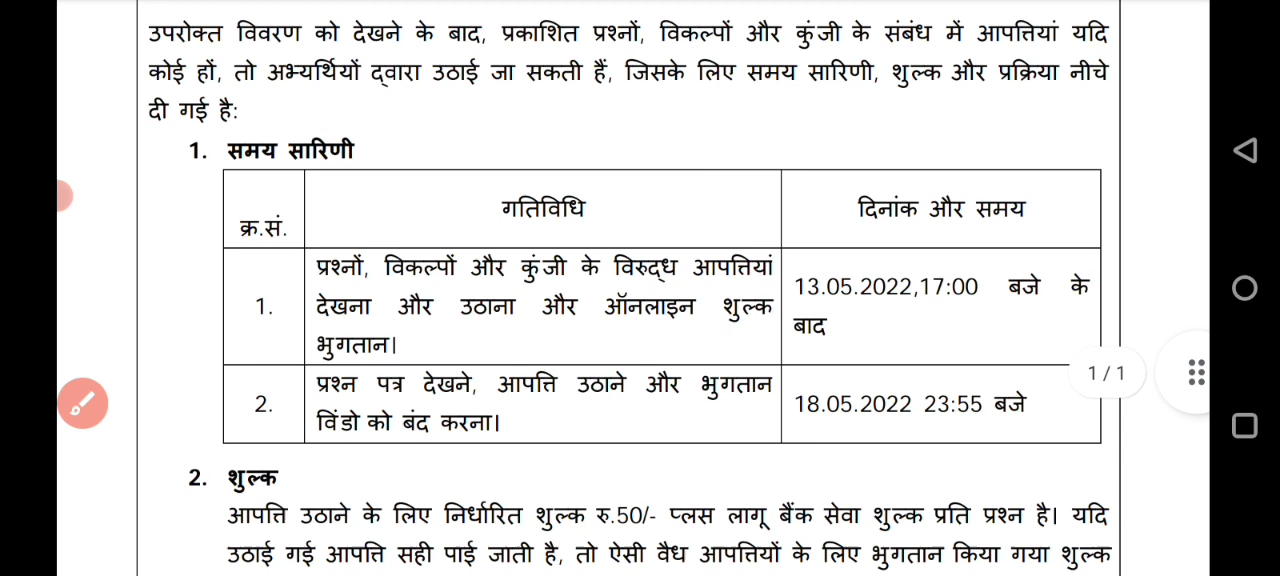 उपरोक्त विवरण को देखने के बाद, प्रकाशित प्रश्नों, विकल्पों और कुंजी के संबंध में आपत्तियां यदि
कोई हों, तो अभ्यर्थियों द्वारा उठाई जा सकती हैं, जिसके लिए समय सारिणी, शुल्क और प्रक्रिया नीचे
दी गई है:
1. समय सारिणी
क्र.सं.
गतिविधि
दिनांक और समय
1.
प्रश्नों, विकल्पों और कुंजी के विरुद्ध आपत्तियां
देखना और उठाना और ऑनलाइन शुल्क
भुगतान।
13.05.2022,17:00 बजे के
बाद
2.
प्रश्न पत्र देखने, आपत्ति उठाने और भुगतान
विंडो को बंद करना।
18.05.2022 23:55 बजे
1 / 1
2. शुल्क
आपत्ति उठाने के लिए निर्धारित शुल्क रु.50/- प्लस लागू बैंक सेवा शुल्क प्रति प्रश्न है। यदि
उठाई गई आपत्ति सही पाई जाती है, तो ऐसी वैध आपत्तियों के लिए भुगतान किया गया शुल्क